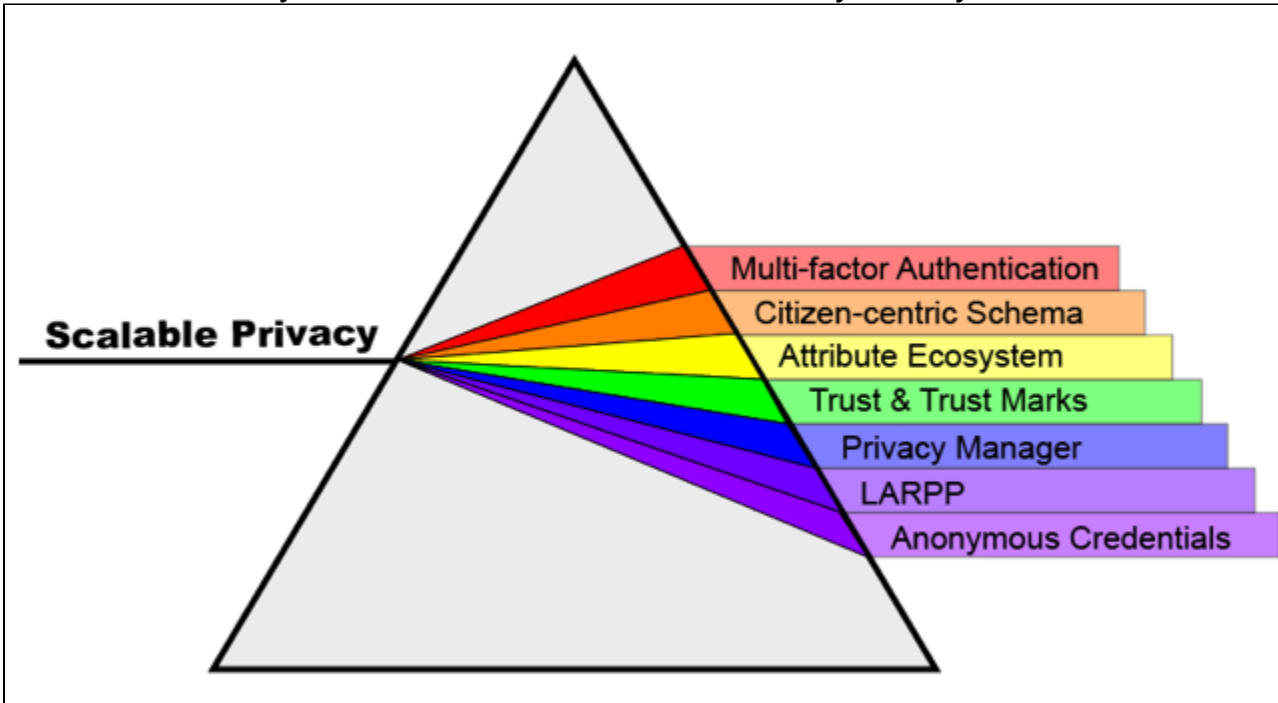 Scalable Privacy
Multi-factor Authentication
Citizen-centric Schema
Attribute Ecosystem
Trust & Trust Marks
Privacy Manager
LARPP
Anonymous Credentials